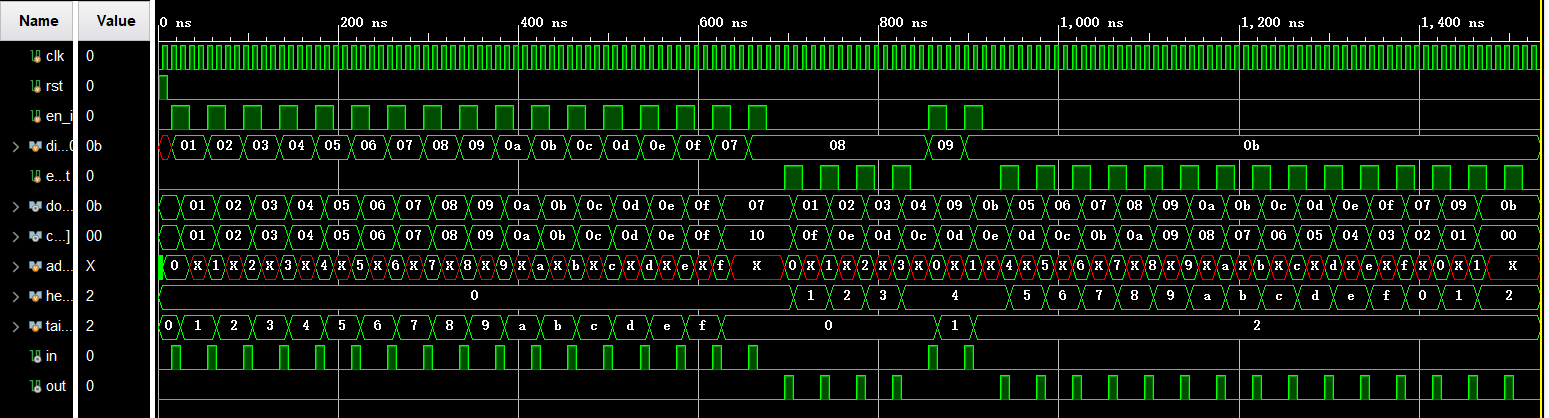 Name Value 0 ns 200 ns 400 ns 600 ns 800 ns 1,000 ns 1,200 ns 1,400 ns
clk 0
rst 0
en_i 0
di... 0b 01 02 03 04 05 06 07 08 09 0a 0b 0c 0d 0e 0f 07 08 09 0b
e...t 0
do... 0b 01 02 03 04 05 06 07 08 09 0a 0b 0c 0d 0e 0f 07 01 02 03 04 09 0b 05 06 07 08 09 0a 0b 0c 0d 0e 0f 07 09 0b
c...] 00 01 02 03 04 05 06 07 08 09 0a 0b 0c 0d 0e 0f 10 0f 0e 0d 0c 0d 0e 0d 0c 0b 0a 09 08 07 06 05 04 03 02 01 00
ad... X 0 X 1 X 2 X 3 X 4 X 5 X 6 X 7 X 8 X 9 X a X b X c X d X e X f X 0 X 1 X 2 X 3 X 0 X 1 X 4 X 5 X 6 X 7 X 8 X 9 X a X b X c X d X e X f X 0 X 1 X
he... 2 0 1 2 3 4 5 6 7 8 9 a b c d e f 0 1 2
tai... 2 0 1 2 3 4 5 6 7 8 9 a b c d e f 0 1 2
in 0
out 0